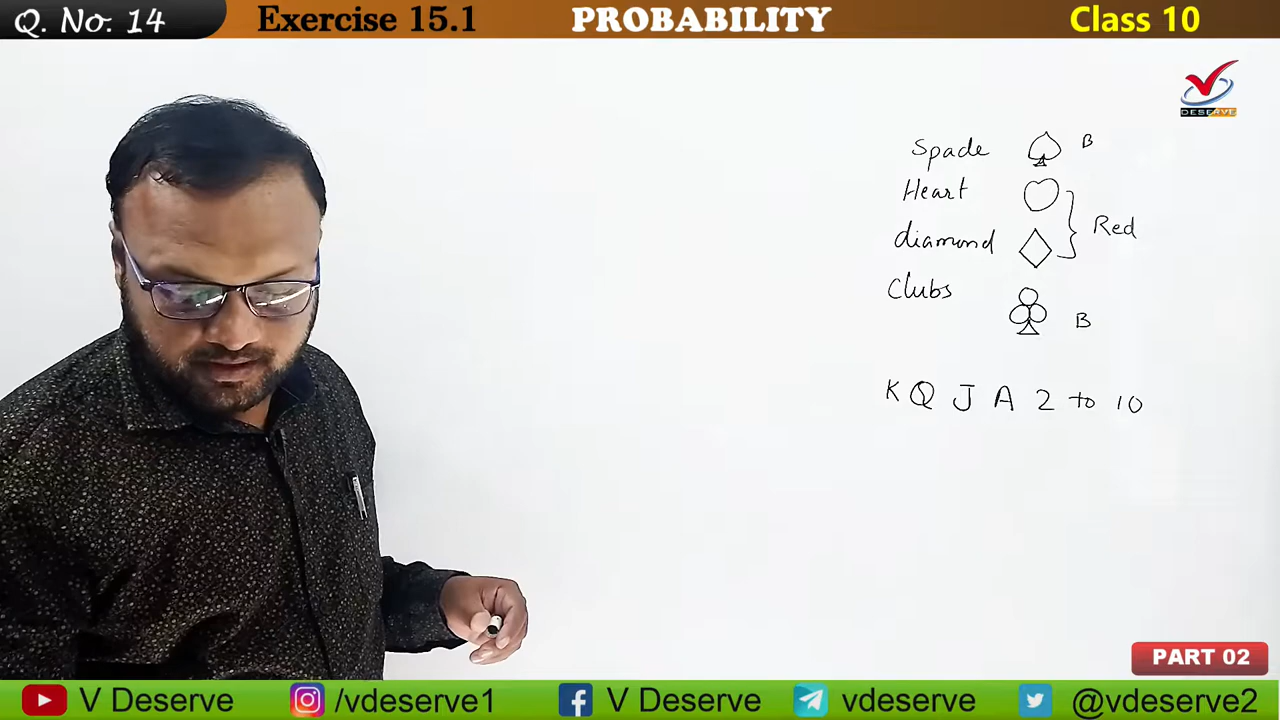 Q. No. 14 Exercise 15.1 PROBABILITY Class 10
V
DESERVE
Spade B
Heart
Red
diamond
Clubs
B
K Q J A 2 to 10
PART 02
V Deserve /vdeserve1 V Deserve vdeserve @vdeserve2